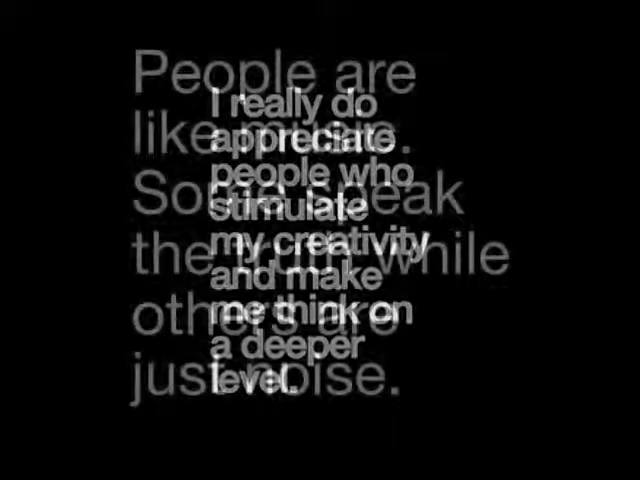 People are
like music.
Some speak
the truth while
others are
just noise.
I really do
appreciate
people who
stimulate
my creativity
and make
me think on
a deeper
level.